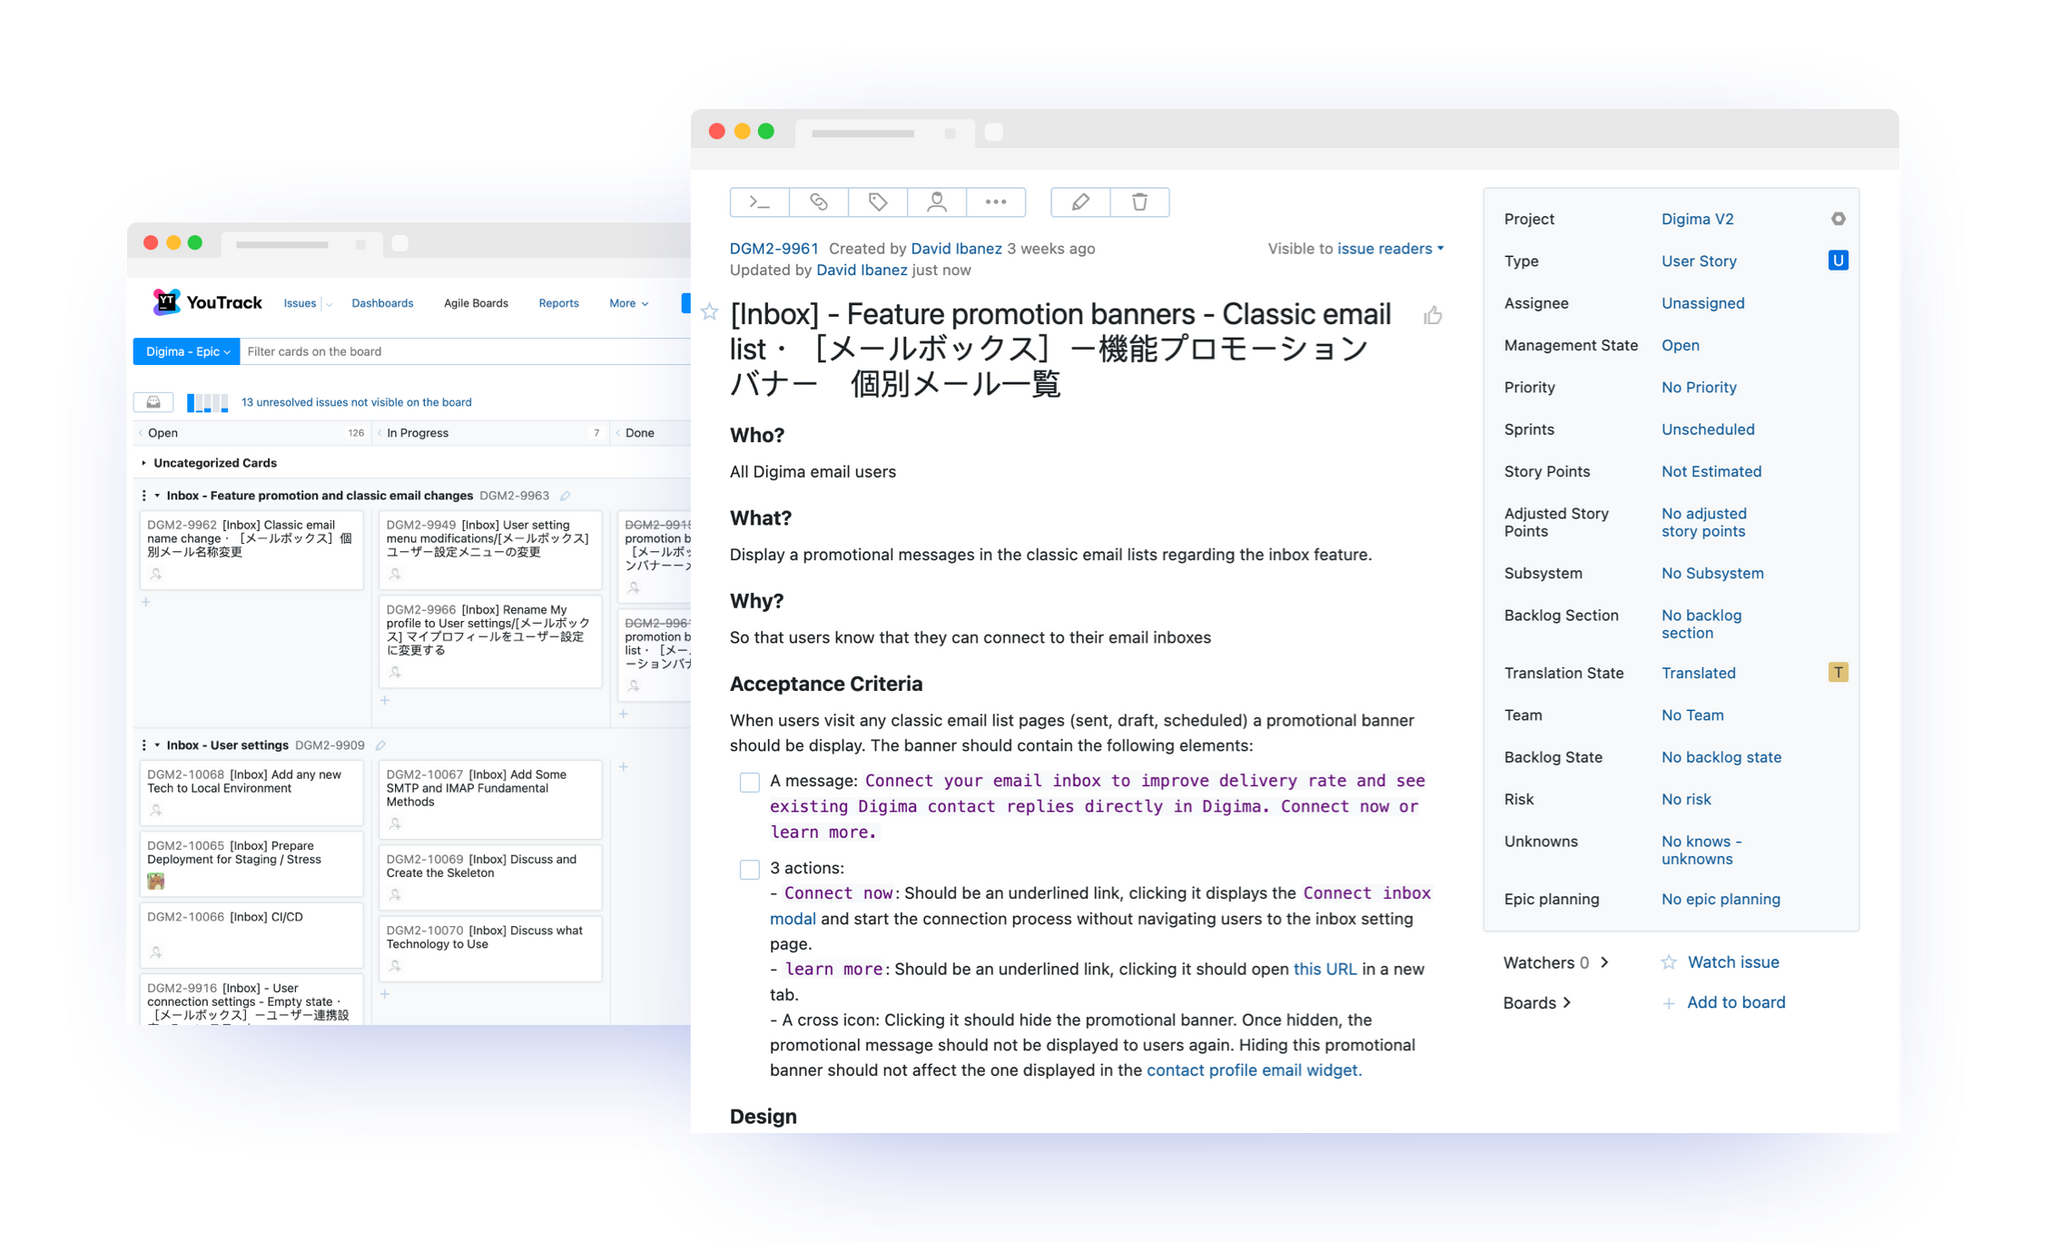 YouTrack Issues Dashboards Agile Boards Reports More
Digima - Epic Filter cards on the board
13 unresolved issues not visible on the board
Open 126 In Progress 7 Done
Uncategorized Cards
Inbox - Feature promotion and classic email changes DGM2-9963
DGM2-9962 [Inbox] Classic email
name change・［メールボックス］個
別メール名称変更
DGM2-9949 [Inbox] User setting
menu modifications/[メールボックス]
ユーザー設定メニューの変更
DGM2-9966 [Inbox] Rename My
profile to User settings/[メールボック
ス] マイプロフィールをユーザー設定
に変更する
DGM2-991
promotion b
［メールボッ
ンバナーーメ
DGM2-996
promotion b
list・［メー
ーションバナ
Inbox - User settings DGM2-9909
DGM2-10068 [Inbox] Add any new
Tech to Local Environment
DGM2-10065 [Inbox] Prepare
Deployment for Staging / Stress
DGM2-10066 [Inbox] CI/CD
DGM2-9916 [Inbox] - User
connection settings - Empty state・
［メールボックス］ーユーザー連携設
DGM2-10067 [Inbox] Add Some
SMTP and IMAP Fundamental
Methods
DGM2-10069 [Inbox] Discuss and
Create the Skeleton
DGM2-10070 [Inbox] Discuss what
Technology to Use
DGM2-9961 Created by David Ibanez 3 weeks ago Visible to issue readers
Updated by David Ibanez just now
[Inbox] - Feature promotion banners - Classic email
list・［メールボックス］ー機能プロモーション
バナー　個別メール一覧
Who?
All Digima email users
What?
Display a promotional messages in the classic email lists regarding the inbox feature.
Why?
So that users know that they can connect to their email inboxes
Acceptance Criteria
When users visit any classic email list pages (sent, draft, scheduled) a promotional banner
should be display. The banner should contain the following elements:
A message: Connect your email inbox to improve delivery rate and see
existing Digima contact replies directly in Digima. Connect now or
learn more.
3 actions:
- Connect now: Should be an underlined link, clicking it displays the Connect inbox
modal and start the connection process without navigating users to the inbox setting
page.
- learn more: Should be an underlined link, clicking it should open this URL in a new
tab.
- A cross icon: Clicking it should hide the promotional banner. Once hidden, the
promotional message should not be displayed to users again. Hiding this promotional
banner should not affect the one displayed in the contact profile email widget.
Design
Project Digima V2
Type User Story U
Assignee Unassigned
Management State Open
Priority No Priority
Sprints Unscheduled
Story Points Not Estimated
Adjusted Story No adjusted
Points story points
Subsystem No Subsystem
Backlog Section No backlog
section
Translation State Translated T
Team No Team
Backlog State No backlog state
Risk No risk
Unknowns No knows -
unknowns
Epic planning No epic planning
Watchers 0 Watch issue
Boards Add to board